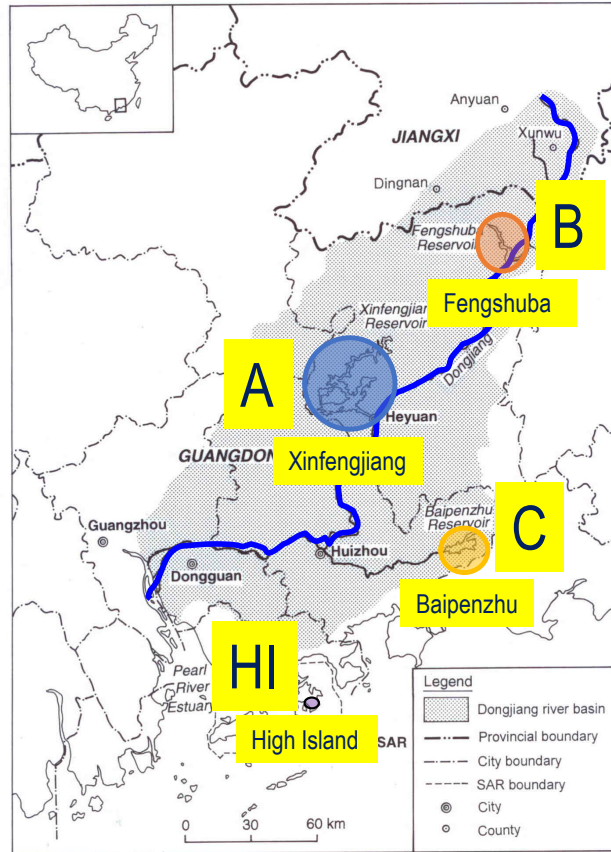 Anyuan
JIANGXI
Xunwu
Dingnan
B
Fengshuba
Reservoir
Fengshuba
Xinfengjian
Reservoir
A
Dongjiang
Heyuan
GUANGDON
Xinfengjiang
Baipenzhu
Reservoir
C
Guangzhou
Huizhou
Dongguan
Baipenzhu
HI
Pearl
River
Estuary
High Island
SAR
Legend
Dongjiang river basin
Provincial boundary
City boundary
SAR boundary
City
County
0 30 60 km